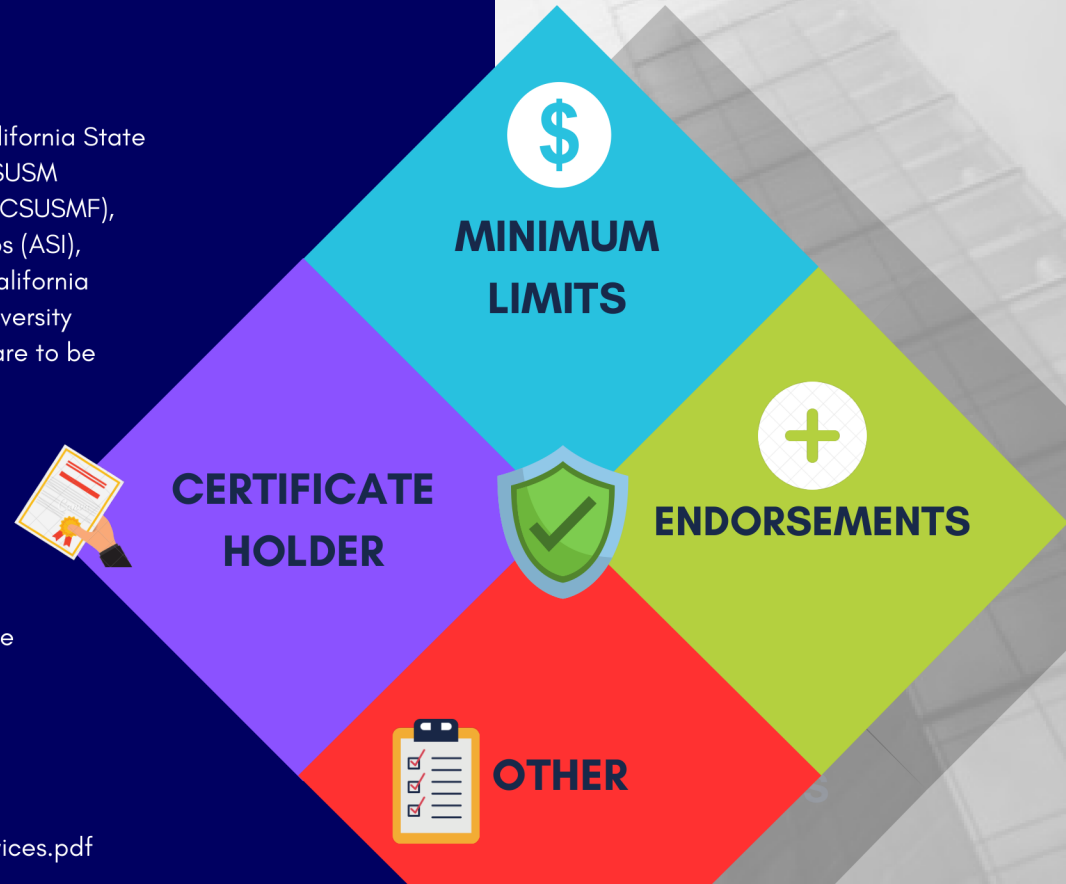 lifornia State
SUSM
CSUSMF),
s (ASI),
alifornia
versity
are to be
e
ices.pdf
$
MINIMUM
LIMITS
CERTIFICATE
HOLDER
ENDORSEMENTS
OTHER
S